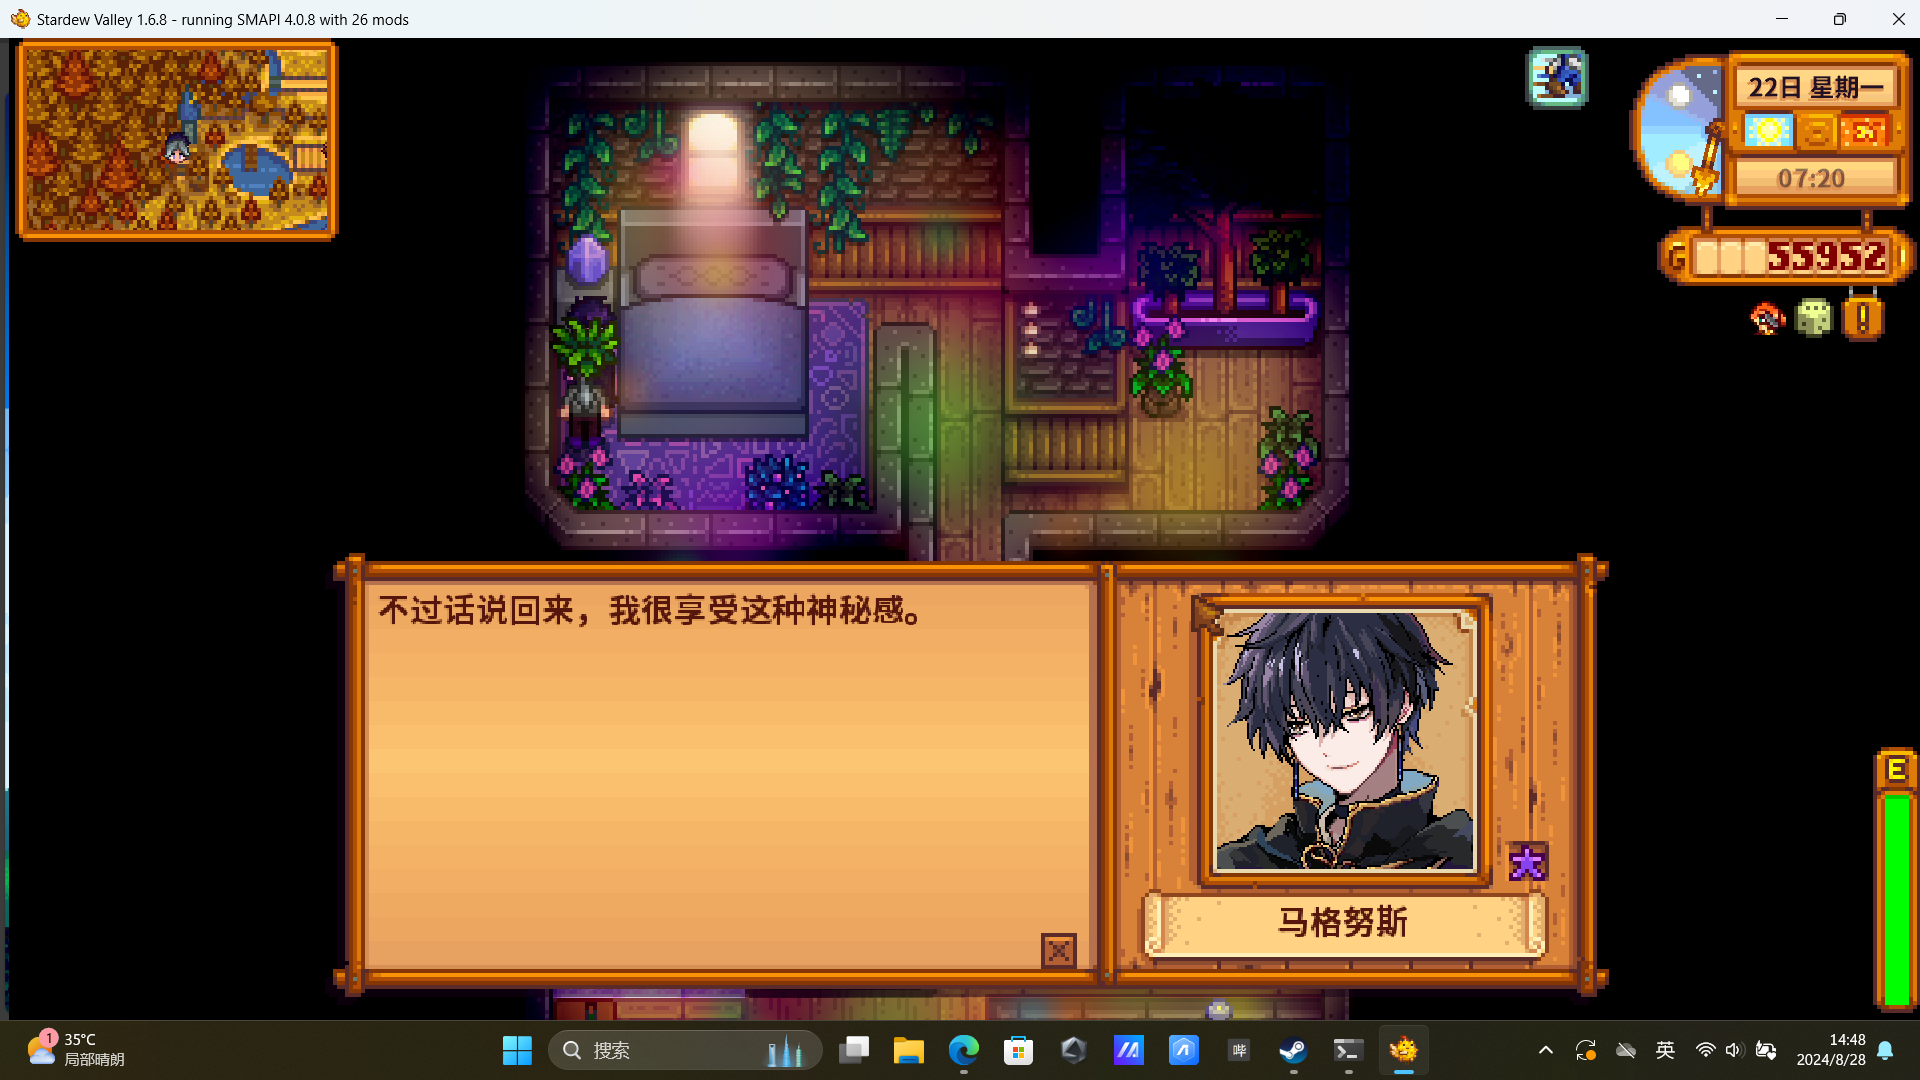 Stardew Valley 1.6.8 - running SMAPI 4.0.8 with 26 mods
22日 星期一
07:20
G 55952
!
不过话说回来，我很享受这种神秘感。
马格努斯
E
1
35°C
局部晴朗
搜索
哔
英
14:48
2024/8/28